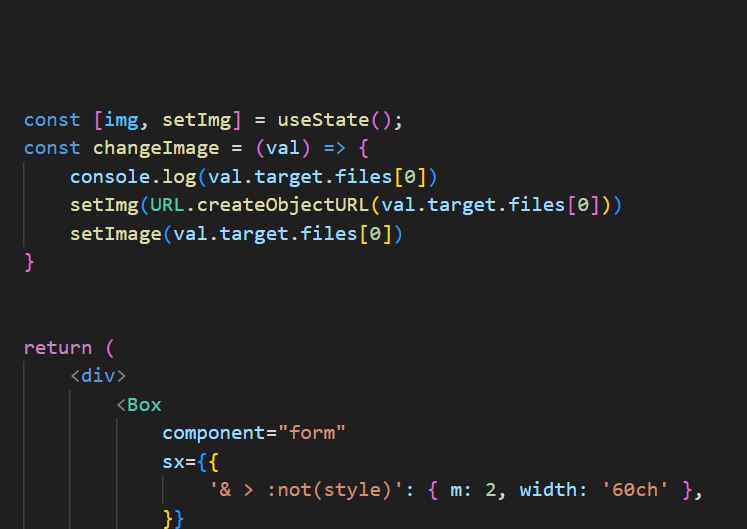 const [img, setImg] = useState();
const changeImage = (val) => {
console.log(val.target.files[0])
setImg(URL.createObjectURL(val.target.files[0]))
setImage(val.target.files[0])
}
return (
<div>
<Box
component="form"
sx={{
'& > :not(style)': { m: 2, width: '60ch' },
}}